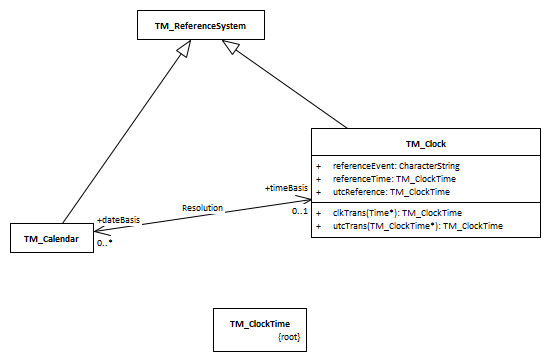 TM_ReferenceSystem
TM_Clock
+ referenceEvent: CharacterString
+ referenceTime: TM_ClockTime
+ utcReference: TM_ClockTime
+ clkTrans(Time*): TM_ClockTime
+ utcTrans(TM_ClockTime*): TM_ClockTime
+timeBasis
0..1
Resolution
+dateBasis
0..*
TM_Calendar
TM_ClockTime
{root}